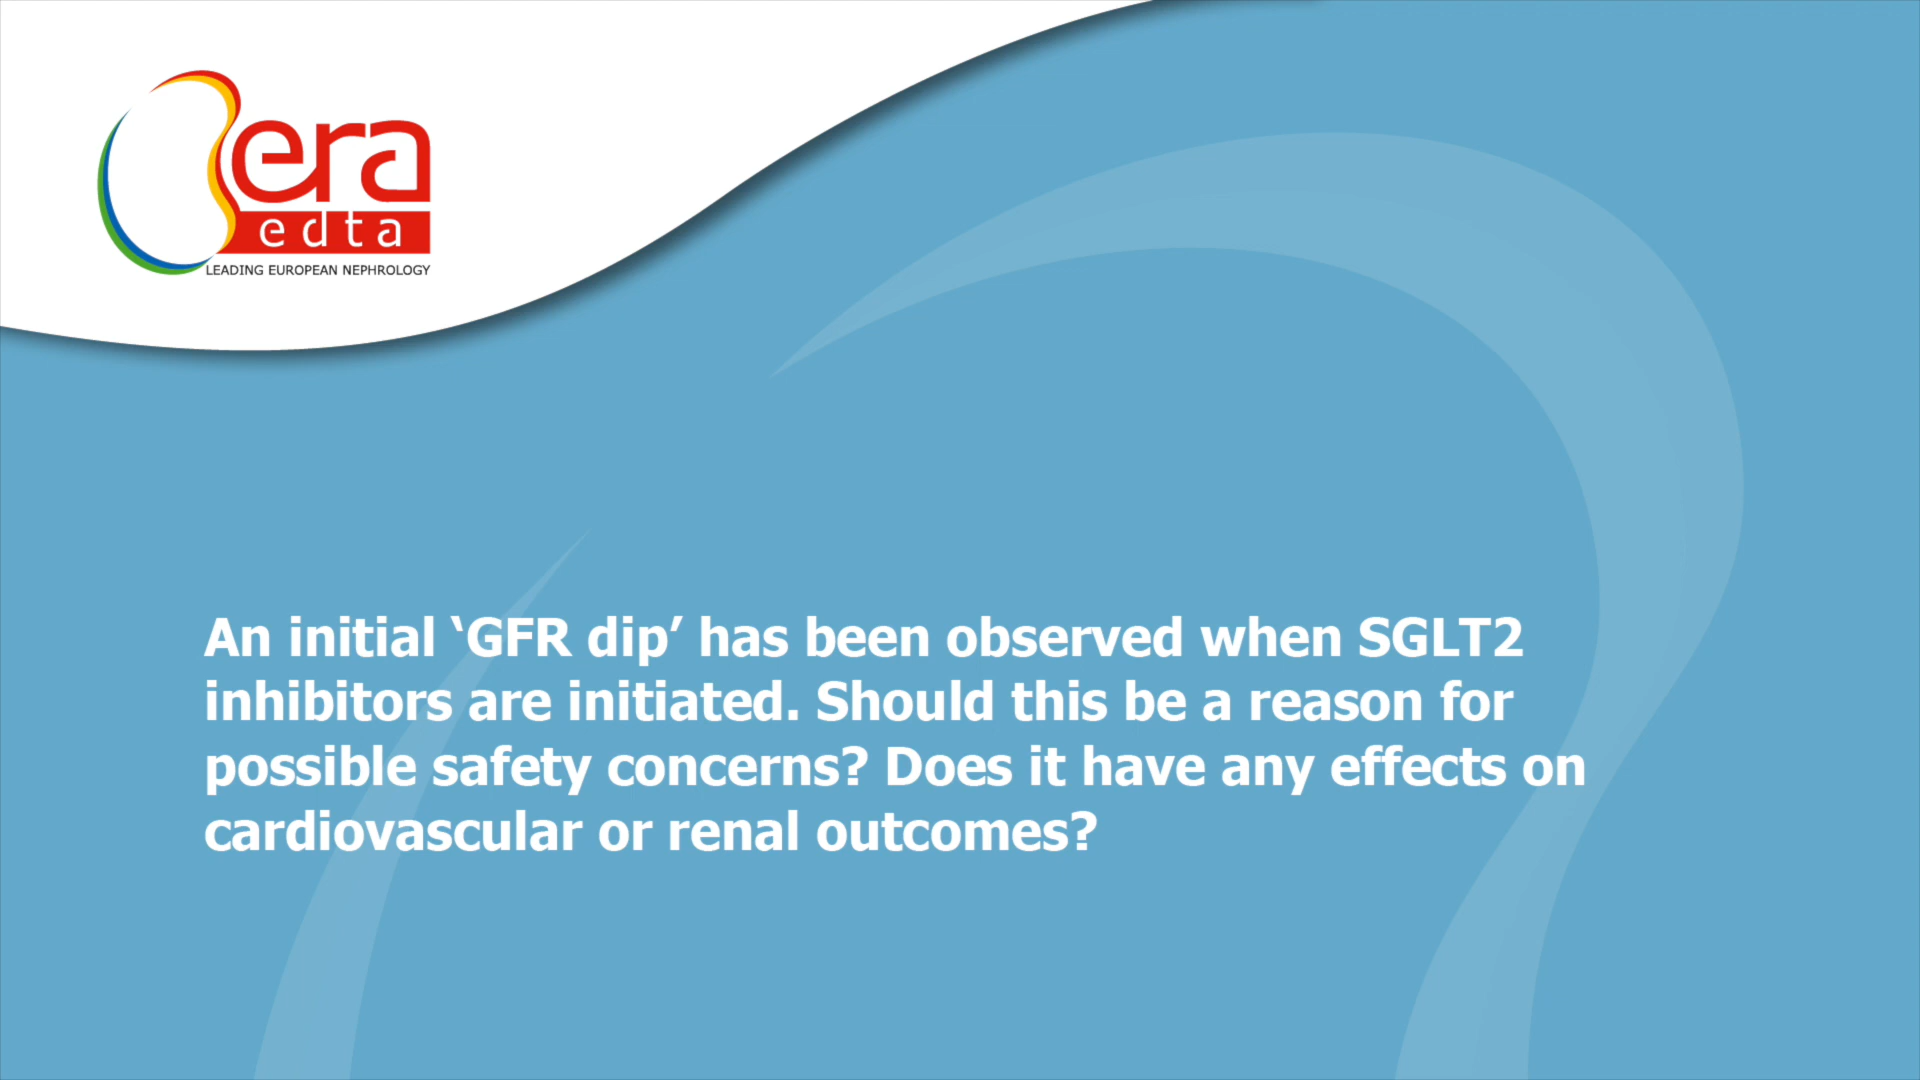 era
edta
LEADING EUROPEAN NEPHROLOGY
An initial ‘GFR dip’ has been observed when SGLT2
inhibitors are initiated. Should this be a reason for
possible safety concerns? Does it have any effects on
cardiovascular or renal outcomes?